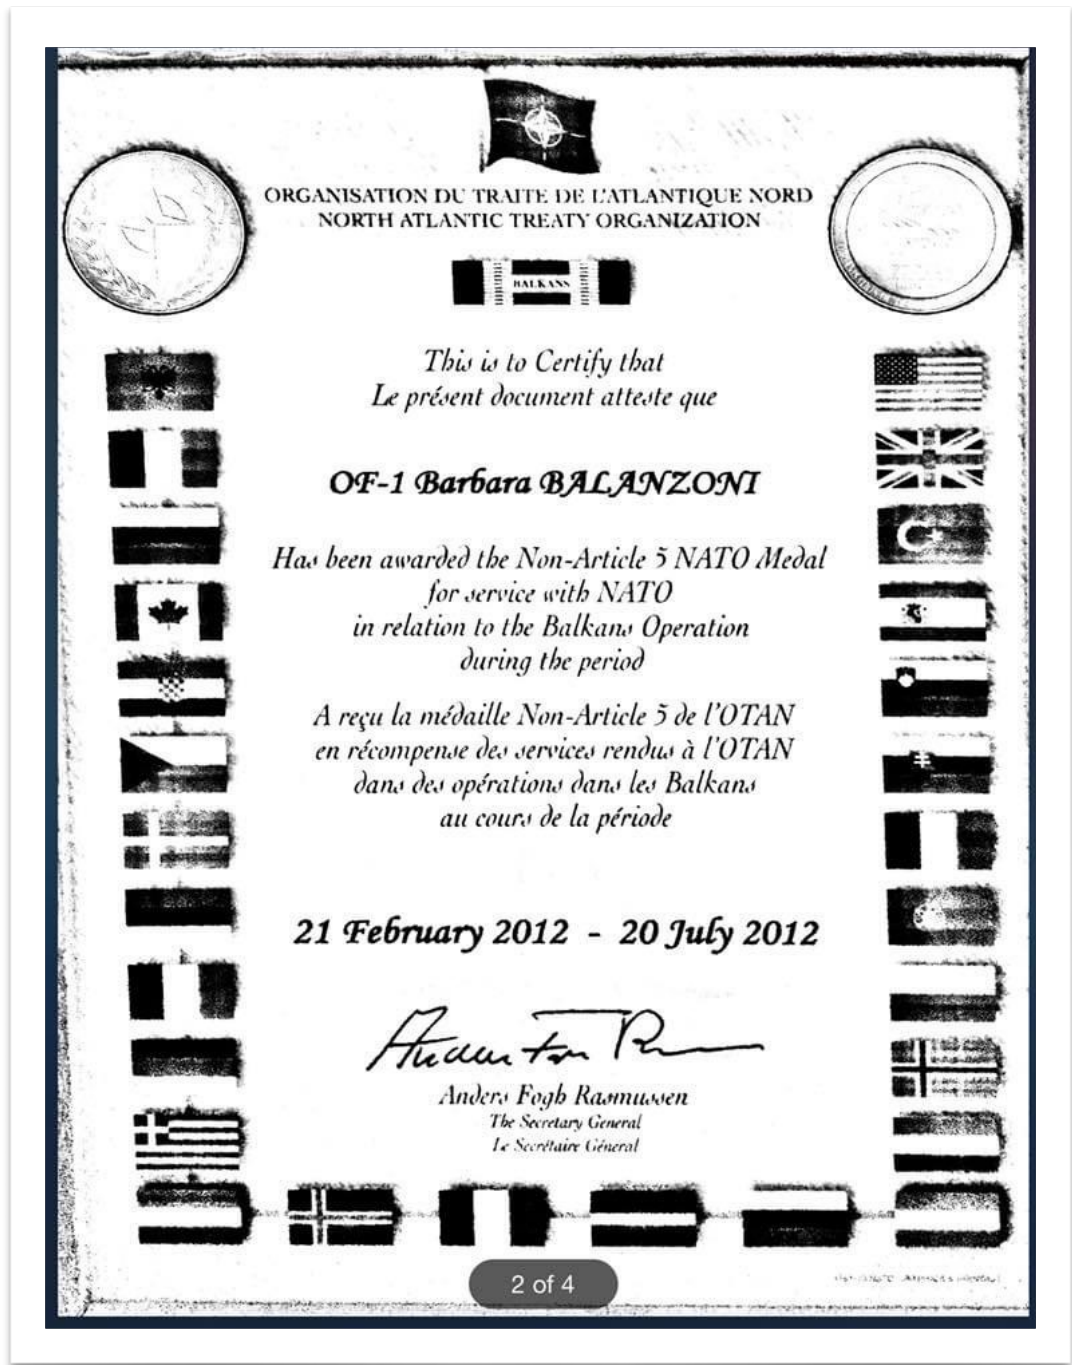 ORGANISATION DU TRAITE DE L'ATLANTIQUE NORD
NORTH ATLANTIC TREATY ORGANIZATION
BALKANS
This is to Certify that
Le présent document atteste que
OF-1 Barbara BALANZONI
Has been awarded the Non-Article 5 NATO Medal
for service with NATO
in relation to the Balkans Operation
during the period
A reçu la médaille Non-Article 5 de l'OTAN
en récompense des services rendus à l'OTAN
dans des opérations dans les Balkans
au cours de la période
21 February 2012 - 20 July 2012
Anders Fogh Rasmussen
The Secretary General
Le Secrétaire Géneral
2 of 4